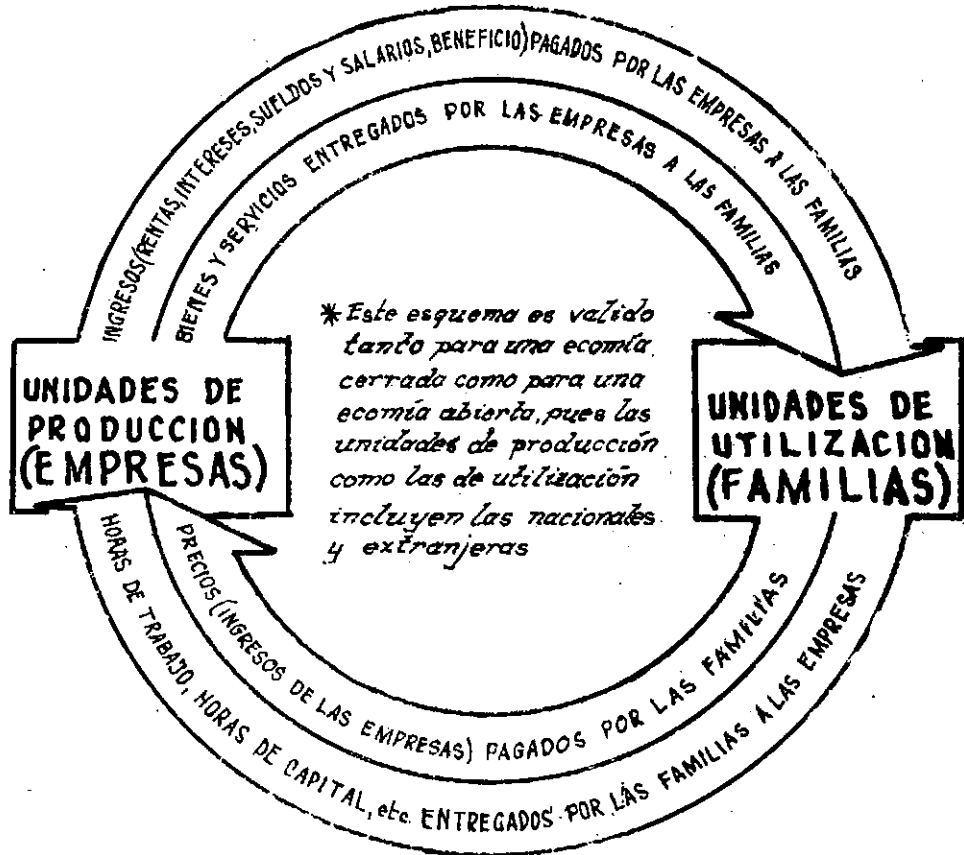 INGRESOS (RENTAS, INTERESES, SUELDOS Y SALARIOS, BENEFICIO) PAGADOS POR LAS EMPRESAS A LAS FAMILIAS
BIENES Y SERVICIOS ENTREGADOS POR LAS EMPRESAS A LAS FAMILIAS
UNIDADES DE
PRODUCCION
(EMPRESAS)
* Este esquema es valido
tanto para una ecomía
cerrada como para una
ecomía abierta, pues las
unidades de producción
como las de utilización
incluyen las nacionales
y extranjeras
UNIDADES DE
UTILIZACION
(FAMILIAS)
PRECIOS (INGRESOS DE LAS EMPRESAS) PAGADOS POR LAS FAMILIAS
HORAS DE TRABAJO, HORAS DE CAPITAL, etc. ENTREGADOS POR LAS FAMILIAS A LAS EMPRESAS